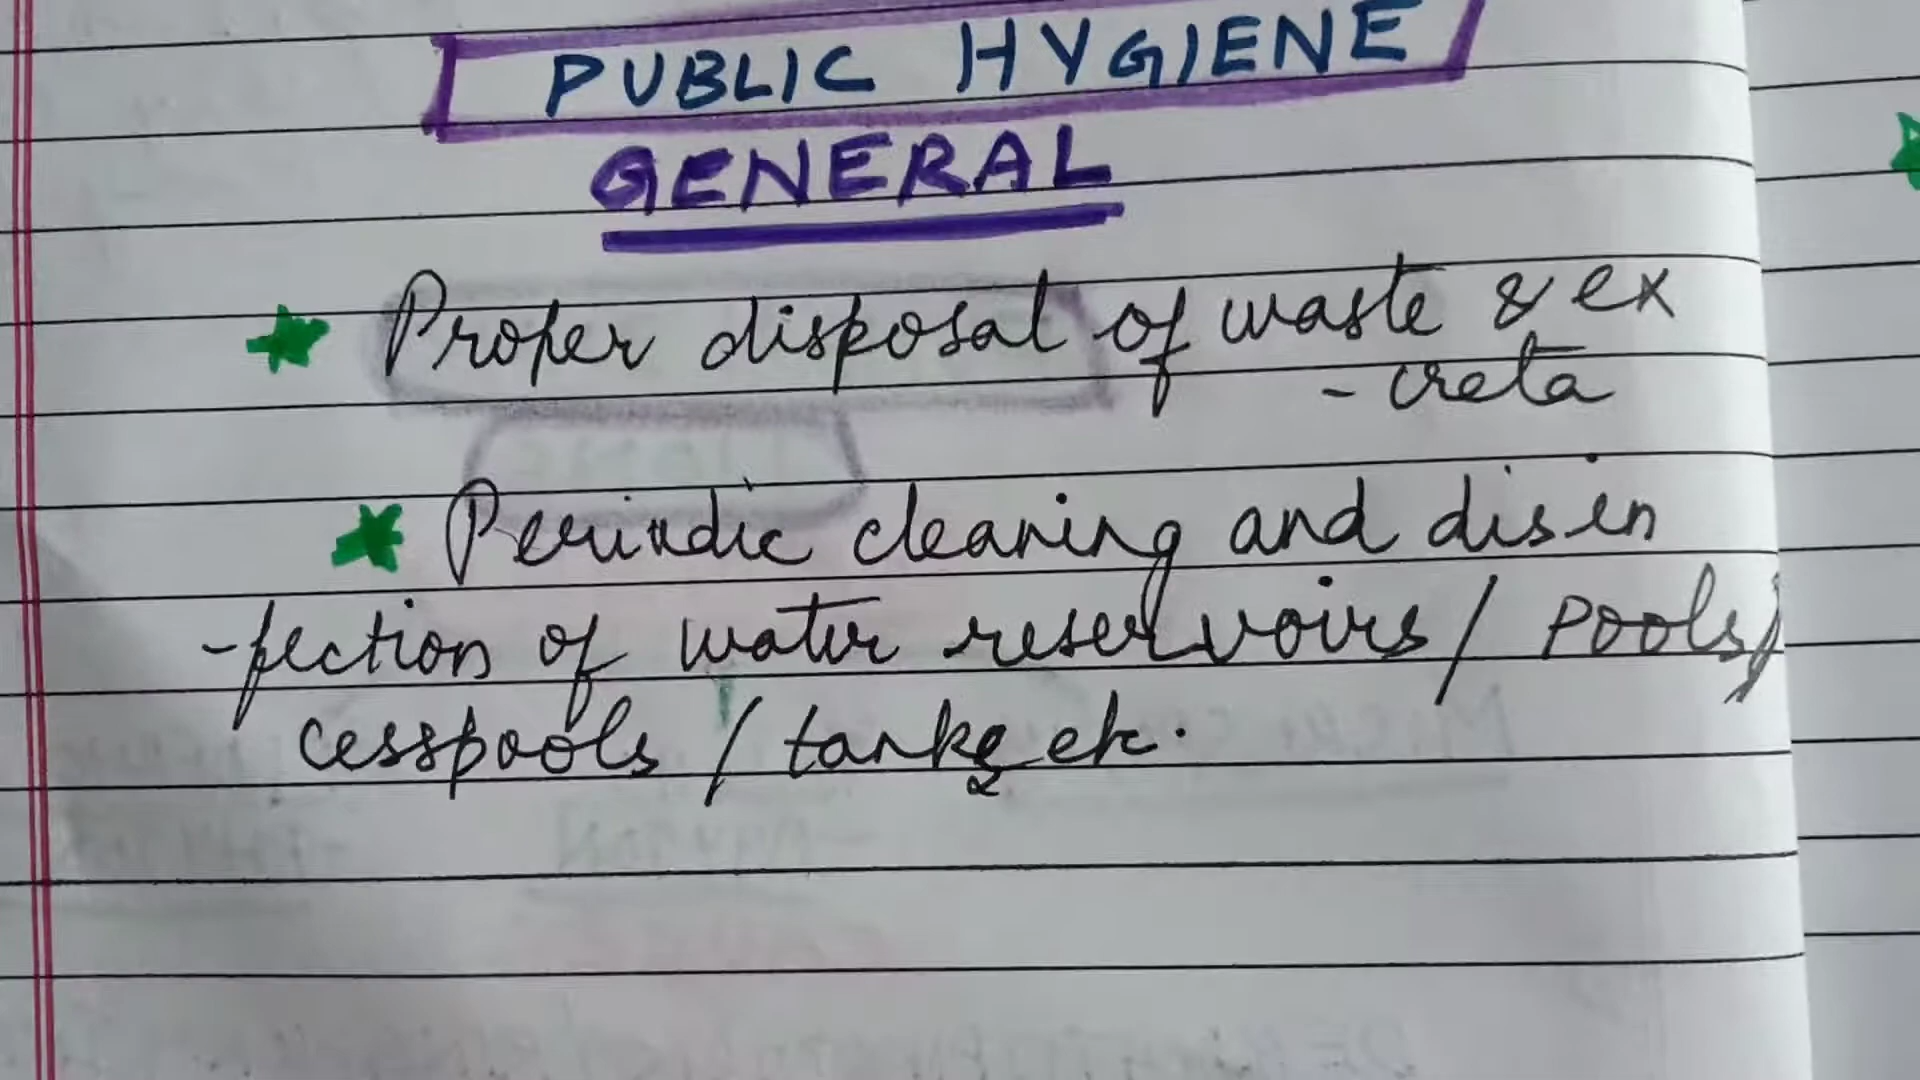 PUBLIC HYGIENE
GENERAL
Proper disposal of waste & ex
- creta
Periodic cleaning and disin
-fection of water reservoirs / pools /
cesspools / tanks etc.